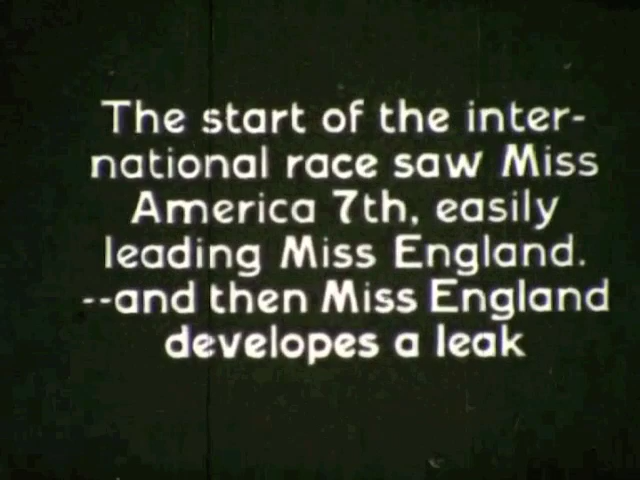 The start of the inter-
national race saw Miss
America 7th, easily
leading Miss England.
--and then Miss England
developes a leak